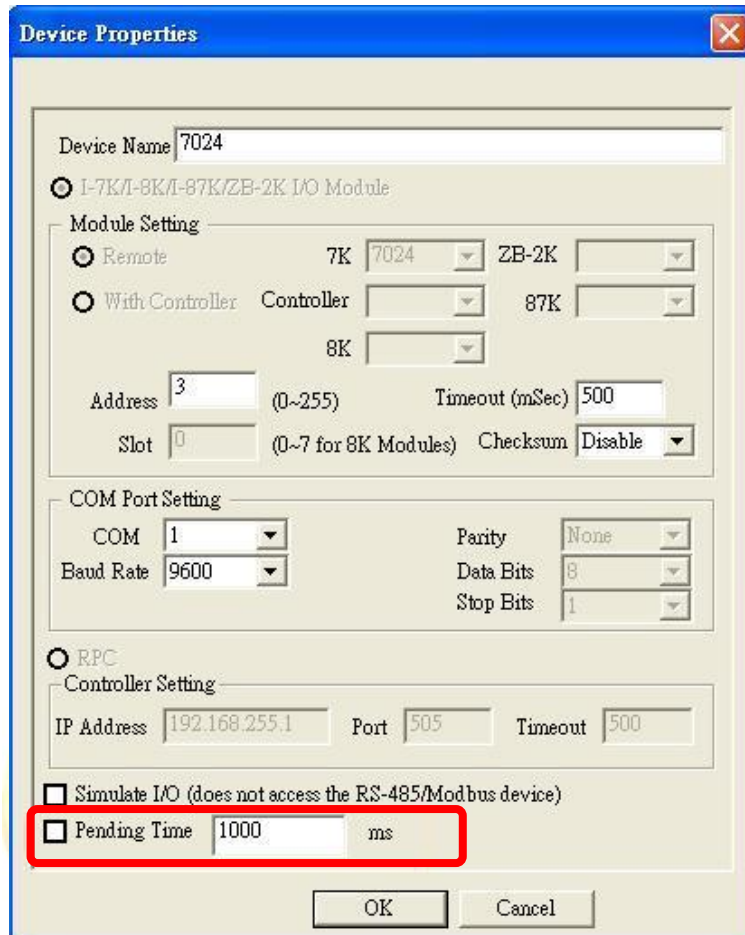 Device Properties
Device Name 7024
I-7K/I-8K/I-87K/ZB-2K I/O Module
Module Setting
Remote 7K 7024 ZB-2K
With Controller Controller 87K
8K
Address 3 (0~255) Timeout (mSec) 500
Slot 0 (0~7 for 8K Modules) Checksum Disable
COM Port Setting
COM 1 Parity None
Baud Rate 9600 Data Bits 8
Stop Bits 1
RPC
Controller Setting
IP Address 192.168.255.1 Port 505 Timeout 500
Simulate I/O (does not access the RS-485/Modbus device)
Pending Time 1000 ms
OK Cancel